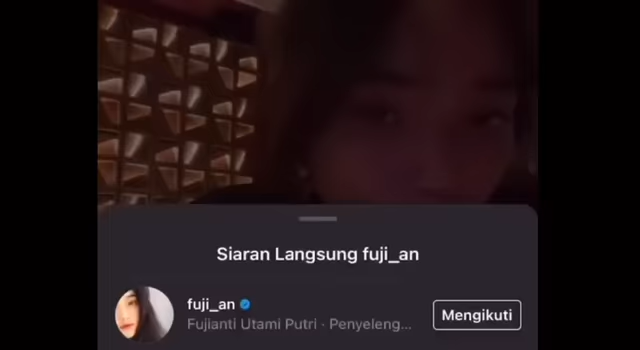 Siaran Langsung fuji_an
fuji_an
Fujianti Utami Putri · Penyeleng...
Mengikuti